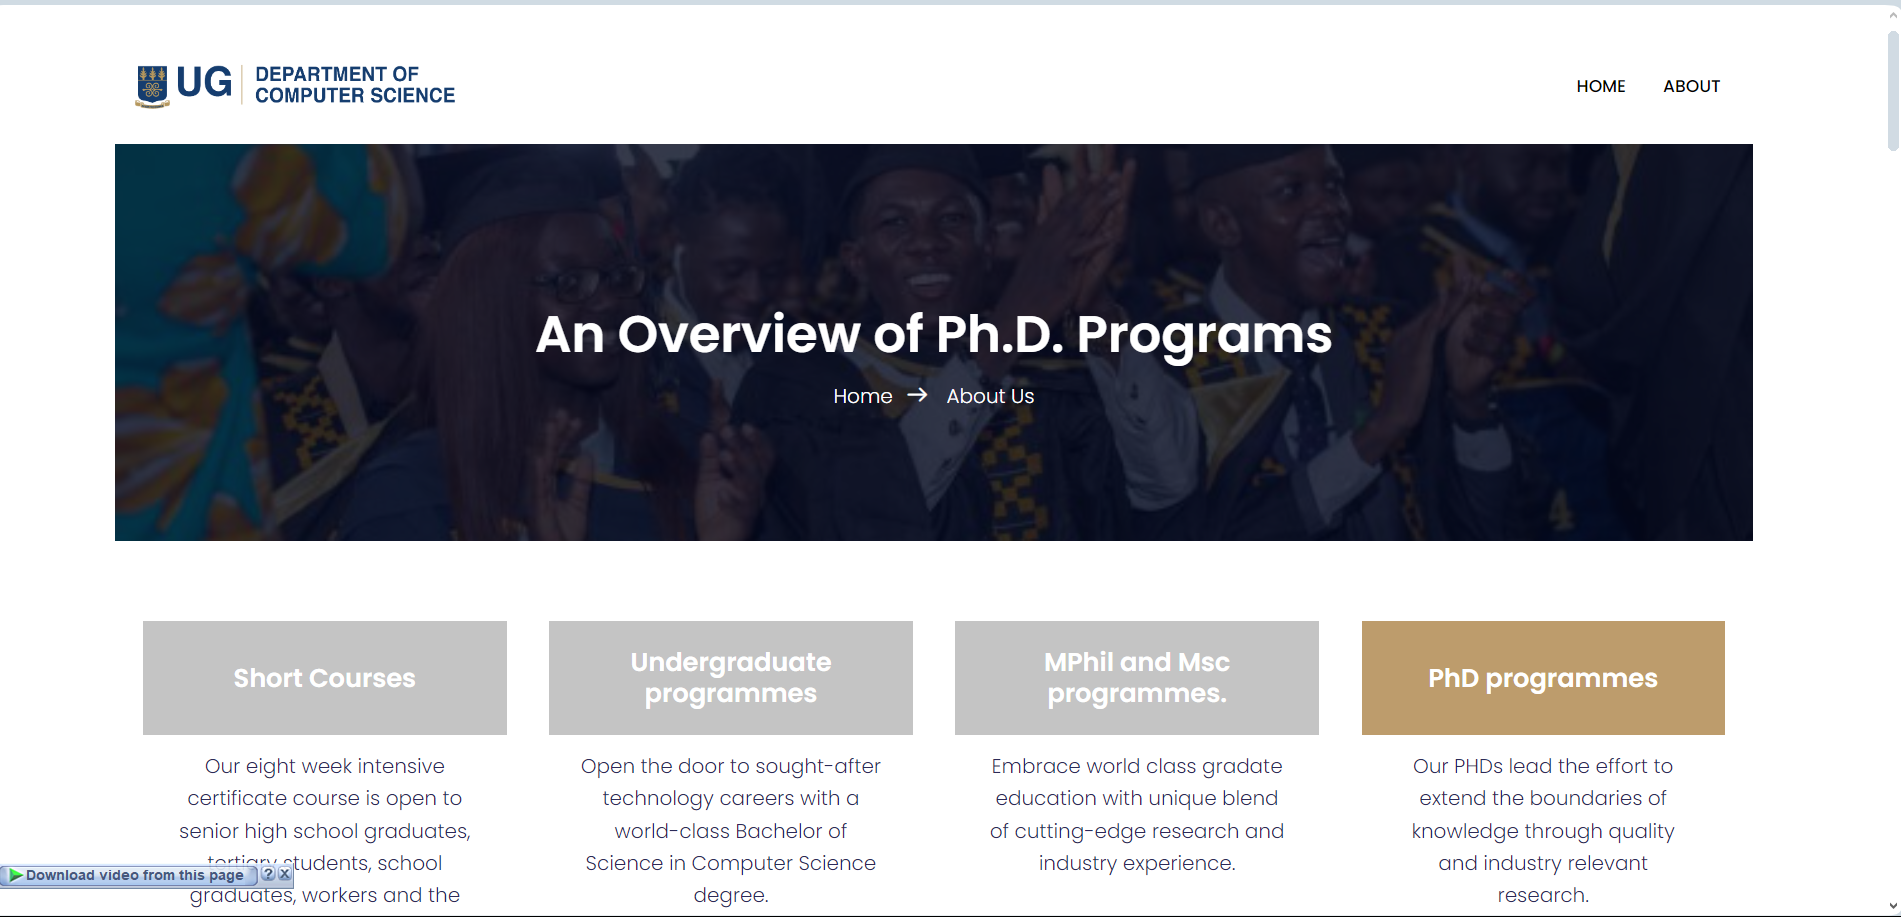 UG
DEPARTMENT OF
COMPUTER SCIENCE
HOME
ABOUT
An Overview of Ph.D. Programs
Home → About Us
Short Courses
Our eight week intensive
certificate course is open to
senior high school graduates,
tertiary students, school
graduates, workers and the
Undergraduate
programmes
Open the door to sought-after
technology careers with a
world-class Bachelor of
Science in Computer Science
degree.
MPhil and Msc
programmes.
Embrace world class gradate
education with unique blend
of cutting-edge research and
industry experience.
PhD programmes
Our PHDs lead the effort to
extend the boundaries of
knowledge through quality
and industry relevant
research.
Download video from this page ? X